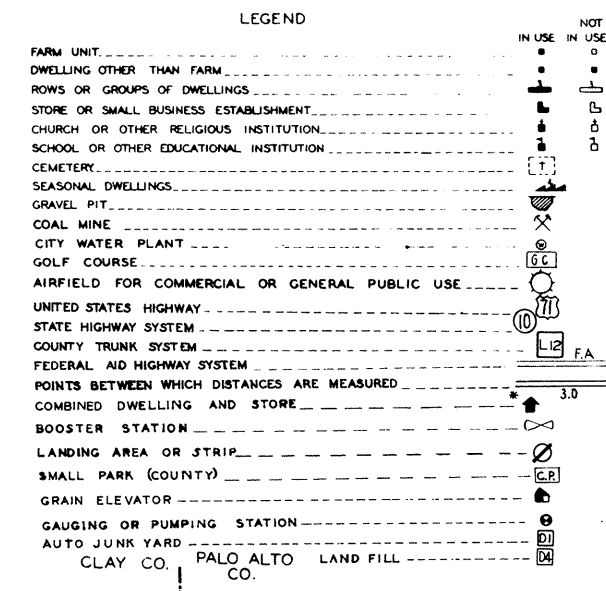 LEGEND
NOT
IN USE IN USE
FARM UNIT
DWELLING OTHER THAN FARM
ROWS OR GROUPS OF DWELLINGS
STORE OR SMALL BUSINESS ESTABLISHMENT
CHURCH OR OTHER RELIGIOUS INSTITUTION
SCHOOL OR OTHER EDUCATIONAL INSTITUTION
CEMETERY
SEASONAL DWELLINGS
GRAVEL PIT
COAL MINE
CITY WATER PLANT W
GOLF COURSE G C
AIRFIELD FOR COMMERCIAL OR GENERAL PUBLIC USE
UNITED STATES HIGHWAY 71
STATE HIGHWAY SYSTEM 10
COUNTY TRUNK SYSTEM L12
FEDERAL AID HIGHWAY SYSTEM F.A.
POINTS BETWEEN WHICH DISTANCES ARE MEASURED * 3.0
COMBINED DWELLING AND STORE
BOOSTER STATION
LANDING AREA OR STRIP
SMALL PARK (COUNTY) C.P.
GRAIN ELEVATOR
GAUGING OR PUMPING STATION
AUTO JUNK YARD D1
CLAY CO. PALO ALTO CO. LAND FILL D4